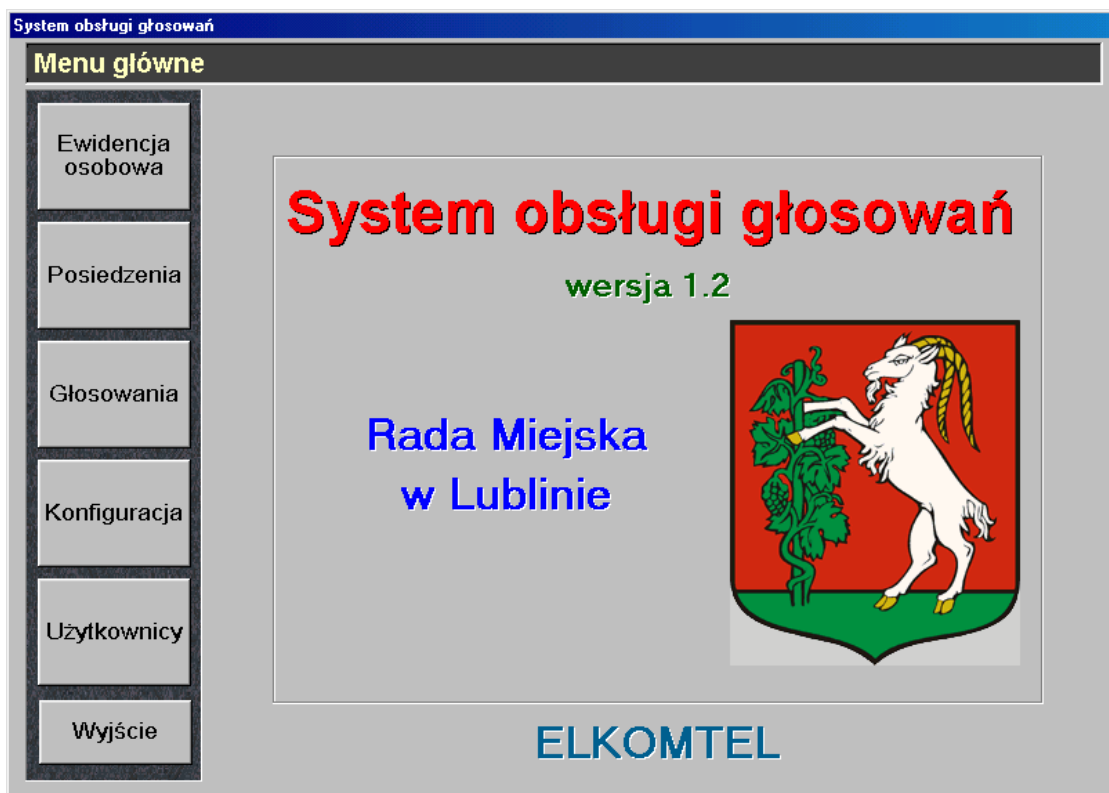 System obsługi głosowań
Menu główne
Ewidencja
osobowa
Posiedzenia
Głosowania
Konfiguracja
Użytkownicy
Wyjście
System obsługi głosowań
wersja 1.2
Rada Miejska
w Lublinie
ELKOMTEL